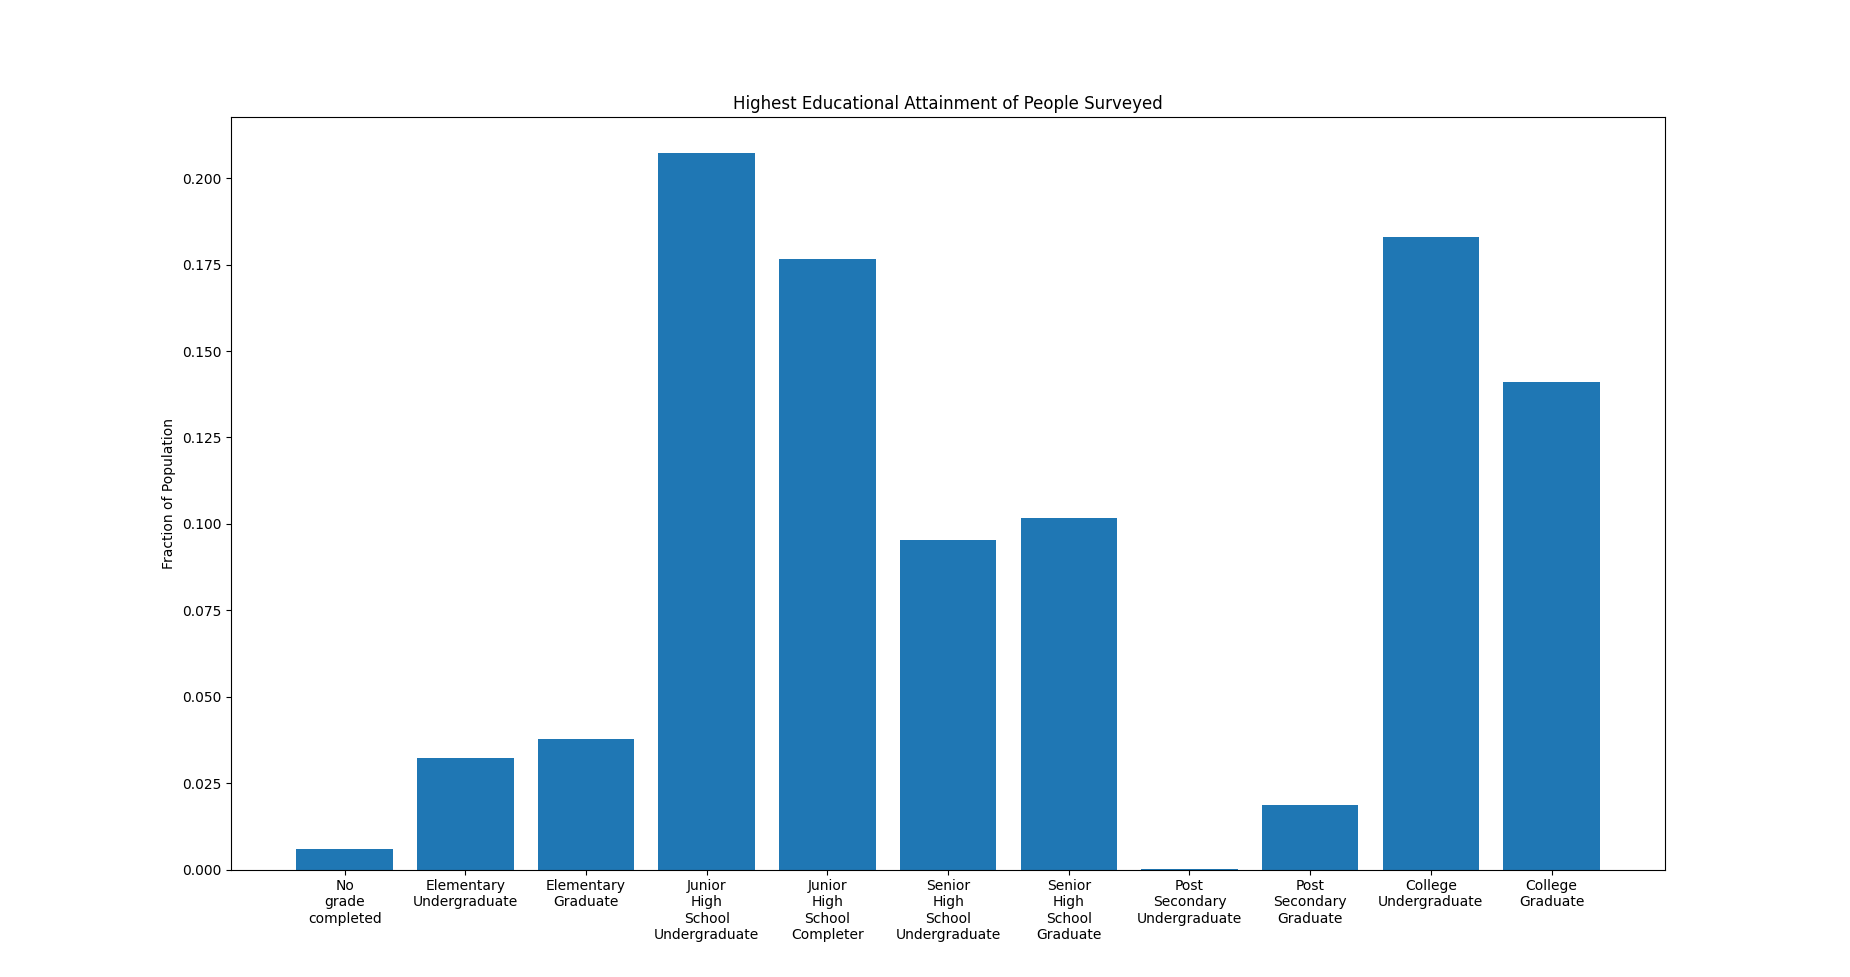 Highest Educational Attainment of People Surveyed
Fraction of Population
0.200
0.175
0.150
0.125
0.100
0.075
0.050
0.025
0.000
No
grade
completed
Elementary
Undergraduate
Elementary
Graduate
Junior
High
School
Undergraduate
Junior
High
School
Completer
Senior
High
School
Undergraduate
Senior
High
School
Graduate
Post
Secondary
Undergraduate
Post
Secondary
Graduate
College
Undergraduate
College
Graduate